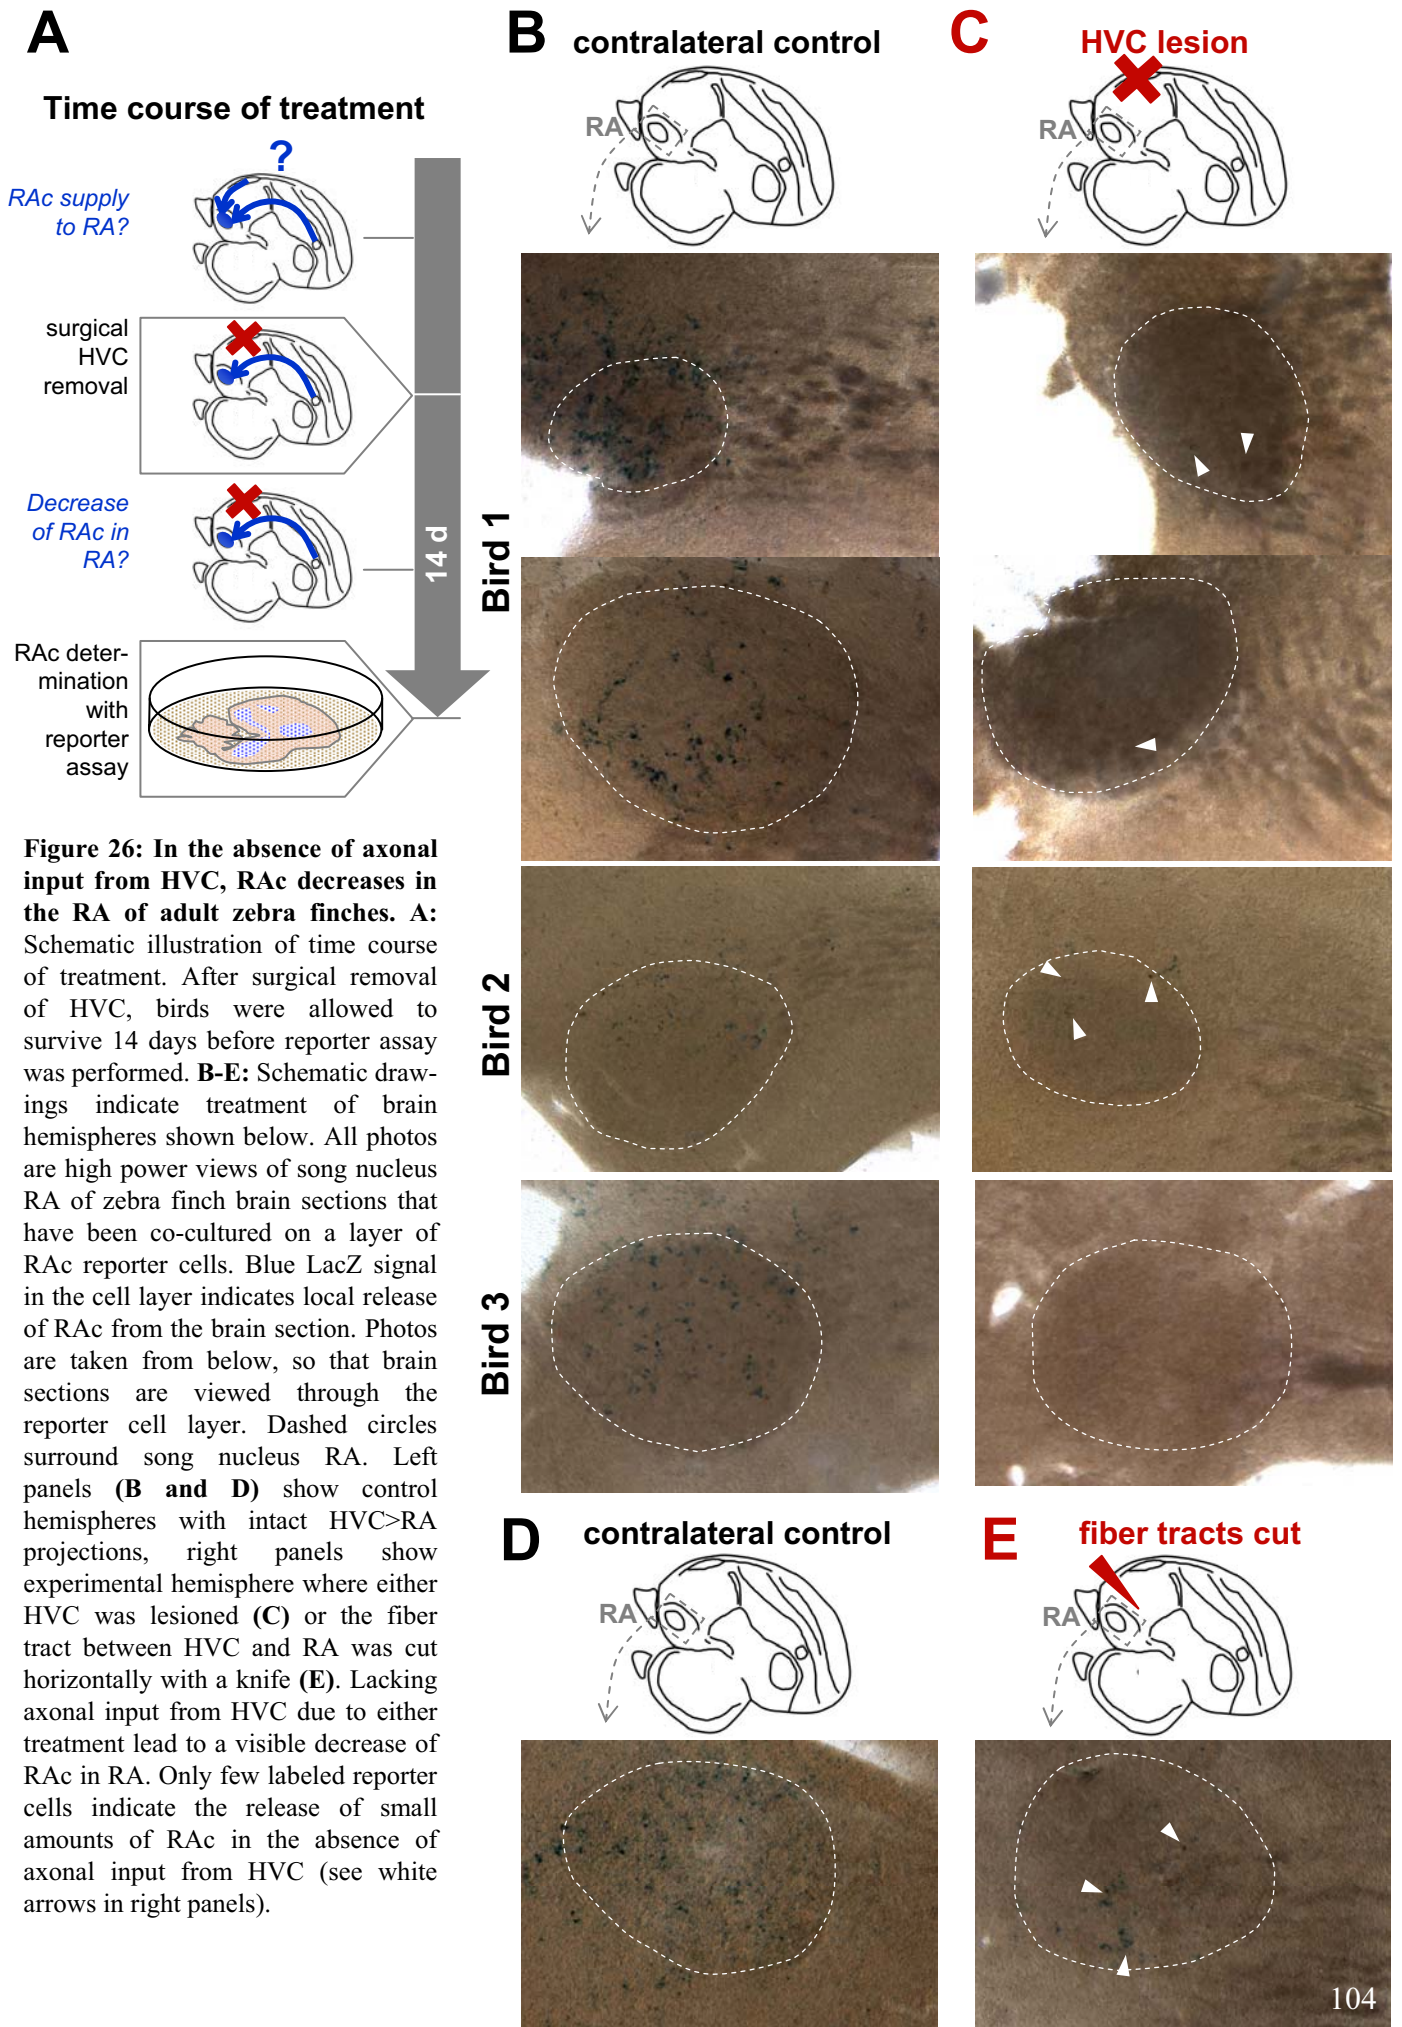 A
Time course of treatment
?
RAc supply
to RA?
surgical
HVC
removal
Decrease
of RAc in
RA?
14 d
RAc deter-
mination
with
reporter
assay
Figure 26: In the absence of axonal
input from HVC, RAc decreases in
the RA of adult zebra finches. A:
Schematic illustration of time course
of treatment. After surgical removal
of HVC, birds were allowed to
survive 14 days before reporter assay
was performed. B-E: Schematic draw-
ings indicate treatment of brain
hemispheres shown below. All photos
are high power views of song nucleus
RA of zebra finch brain sections that
have been co-cultured on a layer of
RAc reporter cells. Blue LacZ signal
in the cell layer indicates local release
of RAc from the brain section. Photos
are taken from below, so that brain
sections are viewed through the
reporter cell layer. Dashed circles
surround song nucleus RA. Left
panels (B and D) show control
hemispheres with intact HVC>RA
projections, right panels show
experimental hemisphere where either
HVC was lesioned (C) or the fiber
tract between HVC and RA was cut
horizontally with a knife (E). Lacking
axonal input from HVC due to either
treatment lead to a visible decrease of
RAc in RA. Only few labeled reporter
cells indicate the release of small
amounts of RAc in the absence of
axonal input from HVC (see white
arrows in right panels).
B contralateral control
RA
C HVC lesion
RA
Bird 1
Bird 2
Bird 3
D contralateral control
RA
E fiber tracts cut
RA
104